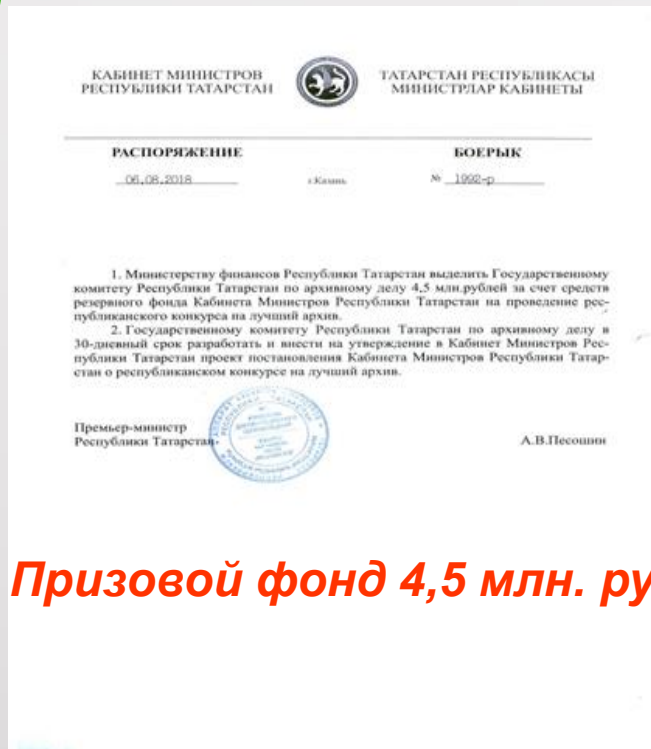 КАБИНЕТ МИНИСТРОВ
РЕСПУБЛИКИ ТАТАРСТАН
ТАТАРСТАН РЕСПУБЛИКАСЫ
МИНИСТРЛАР КАБИНЕТЫ
РАСПОРЯЖЕНИЕ
БОЕРЫК
06.08.2018
г.Казань
№ 1992-р
1. Министерству финансов Республики Татарстан выделить Государственному
комитету Республики Татарстан по архивному делу 4,5 млн.рублей за счет средств
резервного фонда Кабинета Министров Республики Татарстан на проведение рес-
публиканского конкурса на лучший архив.
2. Государственному комитету Республики Татарстан по архивному делу в
30-дневный срок разработать и внести на утверждение в Кабинет Министров Рес-
публики Татарстан проект постановления Кабинета Министров Республики Татар-
стан о республиканском конкурсе на лучший архив.
Премьер-министр
Республики Татарстан
А.В.Песошин
Призовой фонд 4,5 млн. ру